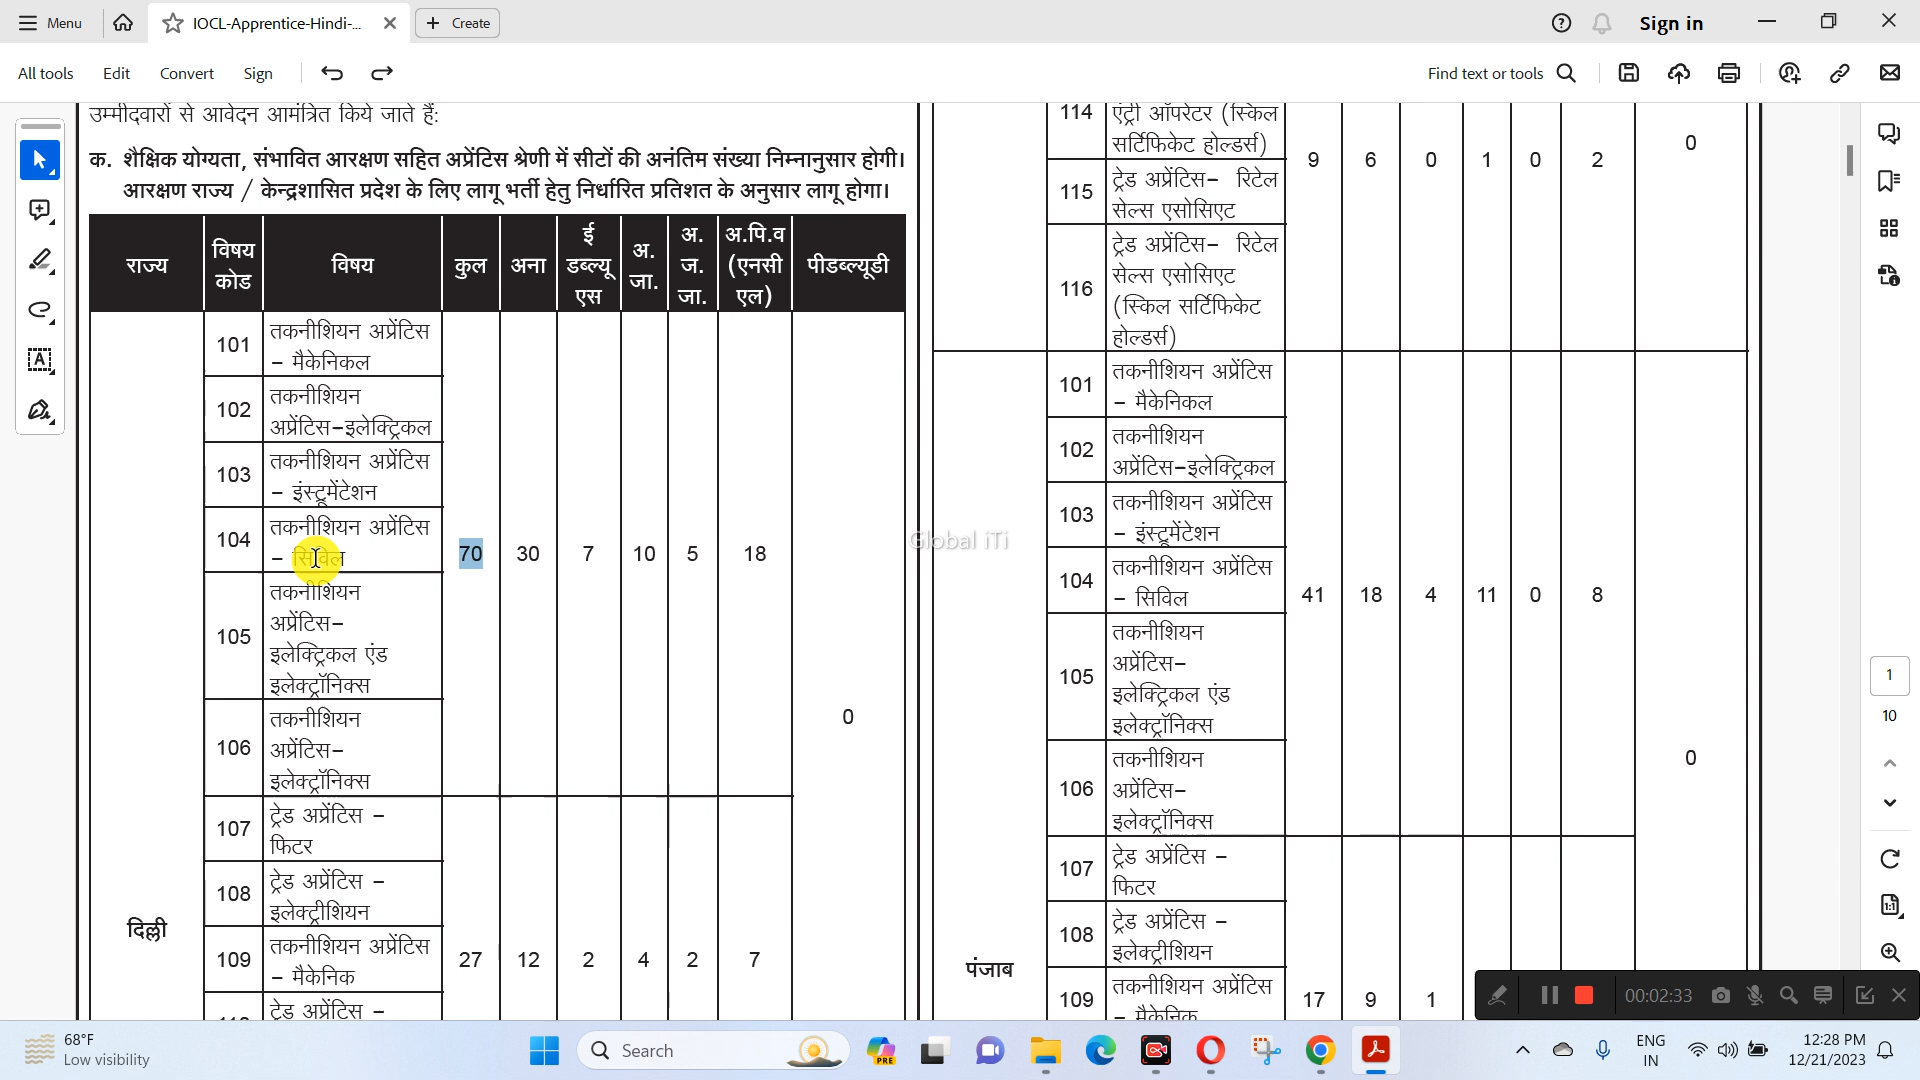 Menu
IOCL-Apprentice-Hindi-...
Create
Sign in
All tools
Edit
Convert
Sign
Find text or tools
उम्मीदवारों से आवेदन आमंत्रित किये जाते हैं:
क. शैक्षिक योग्यता, संभावित आरक्षण सहित अप्रेंटिस श्रेणी में सीटों की अनंतिम संख्या निम्नानुसार होगी।
आरक्षण राज्य / केन्द्रशासित प्रदेश के लिए लागू भर्ती हेतु निर्धारित प्रतिशत के अनुसार लागू होगा।
राज्य
विषय
कोड
विषय
कुल
अना
ई
डब्ल्यू
एस
अ.
जा.
अ.
ज.
जा.
अ.पि.व
(एनसी
एल)
पीडब्ल्यूडी
दिल्ली
101
तकनीशियन अप्रेंटिस
– मैकेनिकल
102
तकनीशियन
अप्रेंटिस–इलेक्ट्रिकल
103
तकनीशियन अप्रेंटिस
– इंस्ट्रूमेंटेशन
104
तकनीशियन अप्रेंटिस
– सिविल
70 30 7 10 5 18
105
तकनीशियन
अप्रेंटिस–
इलेक्ट्रिकल एंड
इलेक्ट्रॉनिक्स
0
106
तकनीशियन
अप्रेंटिस–
इलेक्ट्रॉनिक्स
107
ट्रेड अप्रेंटिस –
फिटर
108
ट्रेड अप्रेंटिस –
इलेक्ट्रीशियन
109
तकनीशियन अप्रेंटिस
– मैकेनिक
27 12 2 4 2 7
ट्रेड अप्रेंटिस –
114
एंट्री ऑपरेटर (स्किल
सर्टिफिकेट होल्डर्स)
9 6 0 1 0 2
0
115
ट्रेड अप्रेंटिस– रिटेल
सेल्स एसोसिएट
116
ट्रेड अप्रेंटिस– रिटेल
सेल्स एसोसिएट
(स्किल सर्टिफिकेट
होल्डर्स)
पंजाब
101
तकनीशियन अप्रेंटिस
– मैकेनिकल
102
तकनीशियन
अप्रेंटिस–इलेक्ट्रिकल
103
तकनीशियन अप्रेंटिस
– इंस्ट्रूमेंटेशन
104
तकनीशियन अप्रेंटिस
– सिविल
41 18 4 11 0 8
105
तकनीशियन
अप्रेंटिस–
इलेक्ट्रिकल एंड
इलेक्ट्रॉनिक्स
0
106
तकनीशियन
अप्रेंटिस–
इलेक्ट्रॉनिक्स
107
ट्रेड अप्रेंटिस –
फिटर
108
ट्रेड अप्रेंटिस –
इलेक्ट्रीशियन
109
तकनीशियन अप्रेंटिस
– मैकेनिक
17 9 1
Global iTi
1
10
00:02:33
68°F
Low visibility
Search
PRE
ENG
IN
12:28 PM
12/21/2023